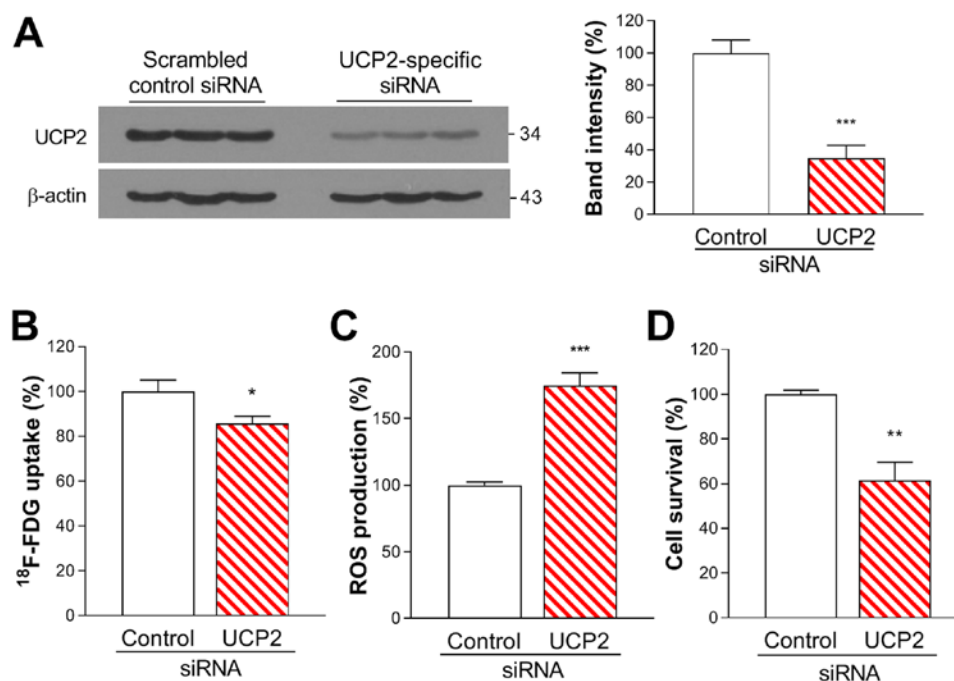 A
Scrambled
control siRNA
UCP2-specific
siRNA
UCP2
34
β-actin
43
Band intensity (%)
120
100
80
60
40
20
0
***
Control UCP2
siRNA
B
18F-FDG uptake (%)
120
100
80
60
40
20
0
*
Control UCP2
siRNA
C
ROS production (%)
200
150
100
50
0
***
Control UCP2
siRNA
D
Cell survival (%)
120
100
80
60
40
20
0
**
Control UCP2
siRNA